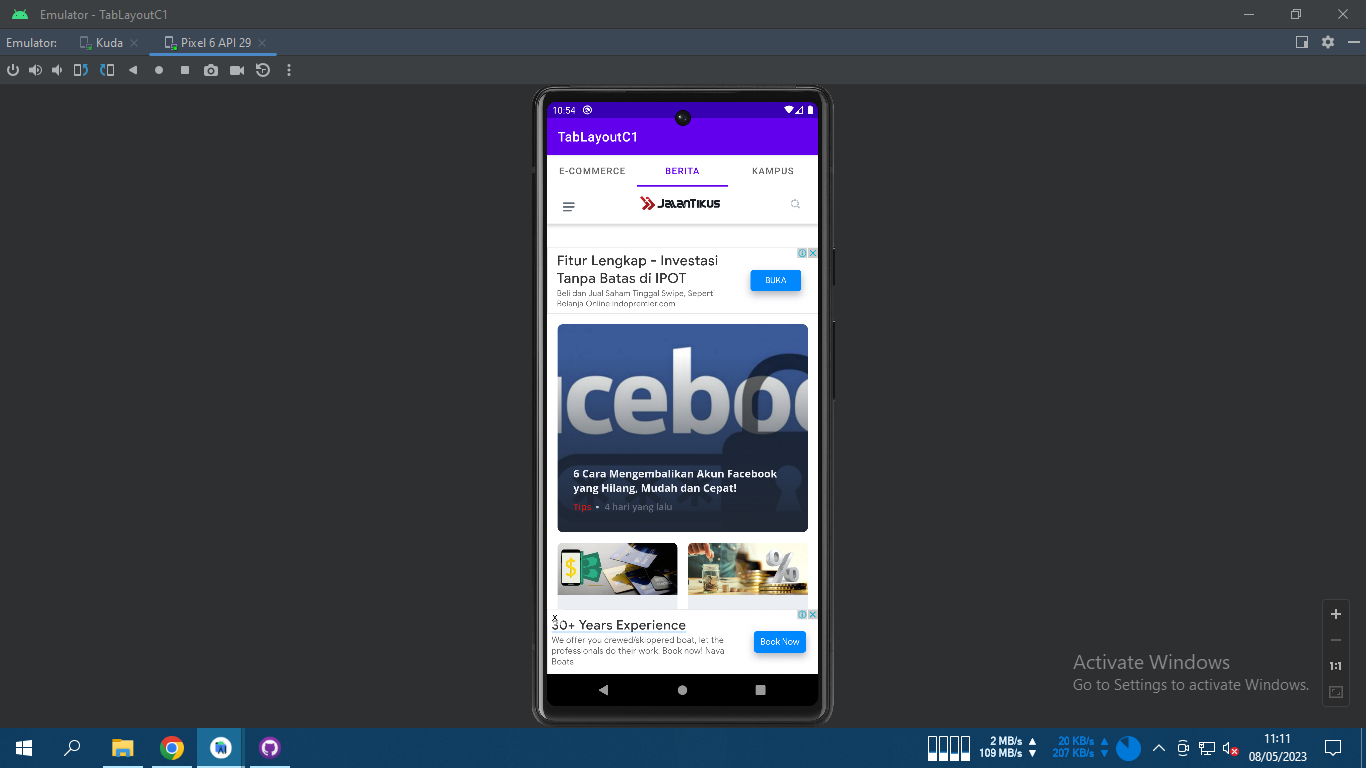 Emulator - TabLayoutC1
Emulator:
Kuda
Pixel 6 API 29
10:54
TabLayoutC1
E-COMMERCE
BERITA
KAMPUS
JALANTIKUS
Fitur Lengkap - Investasi
Tanpa Batas di IPOT
BUKA
Beli dan Jual Saham Tinggal Swipe, Sepert
Belanja Online indopremier.com
facebook
6 Cara Mengembalikan Akun Facebook
yang Hilang, Mudah dan Cepat!
Tips • 4 hari yang lalu
x
30+ Years Experience
We offer you crewed/skippered boat, let the
professionals do their work. Book now! Nava
Boats
Book Now
1:1
Activate Windows
Go to Settings to activate Windows.
2 MB/s
109 MB/s
20 KB/s
207 KB/s
11:11
08/05/2023